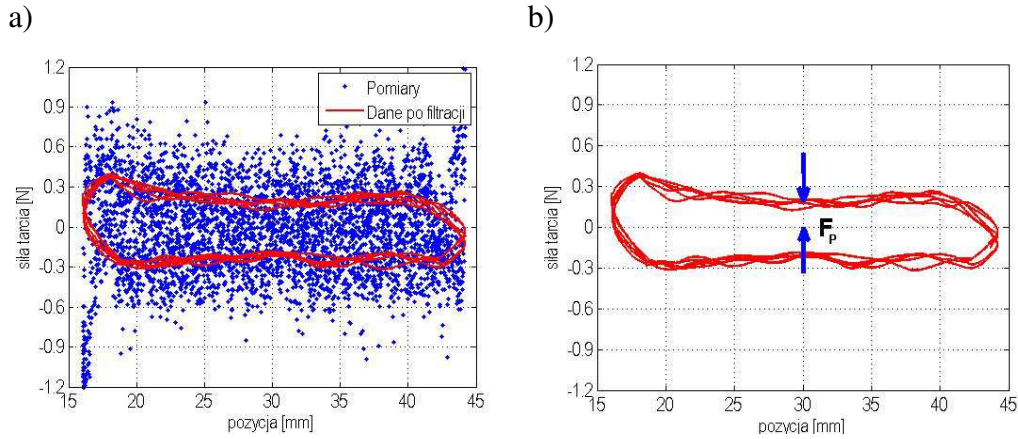 a)
b)
1.2
0.9
0.6
0.3
0
-0.3
-0.6
-0.9
-1.2
siła tarcia [N]
Pomiary
Dane po filtracji
15 20 25 30 35 40 45
pozycja [mm]
1.2
0.9
0.6
0.3
0
-0.3
-0.6
-0.9
-1.2
siła tarcia [N]
Fp
15 20 25 30 35 40 45
pozycja [mm]